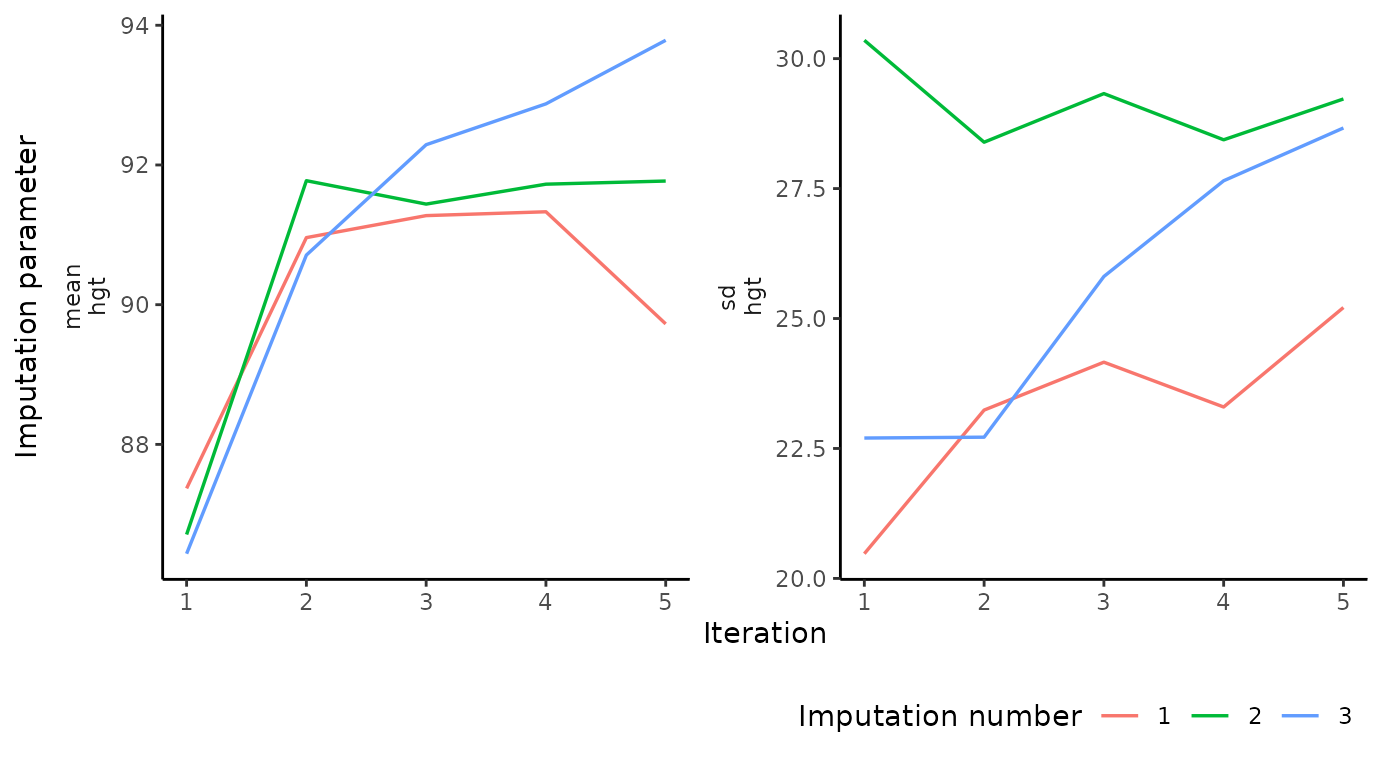 Imputation parameter
mean
hgt
94
92
90
88
1 2 3 4 5
sd
hgt
30.0
27.5
25.0
22.5
20.0
1 2 3 4 5
Iteration
Imputation number 1 2 3